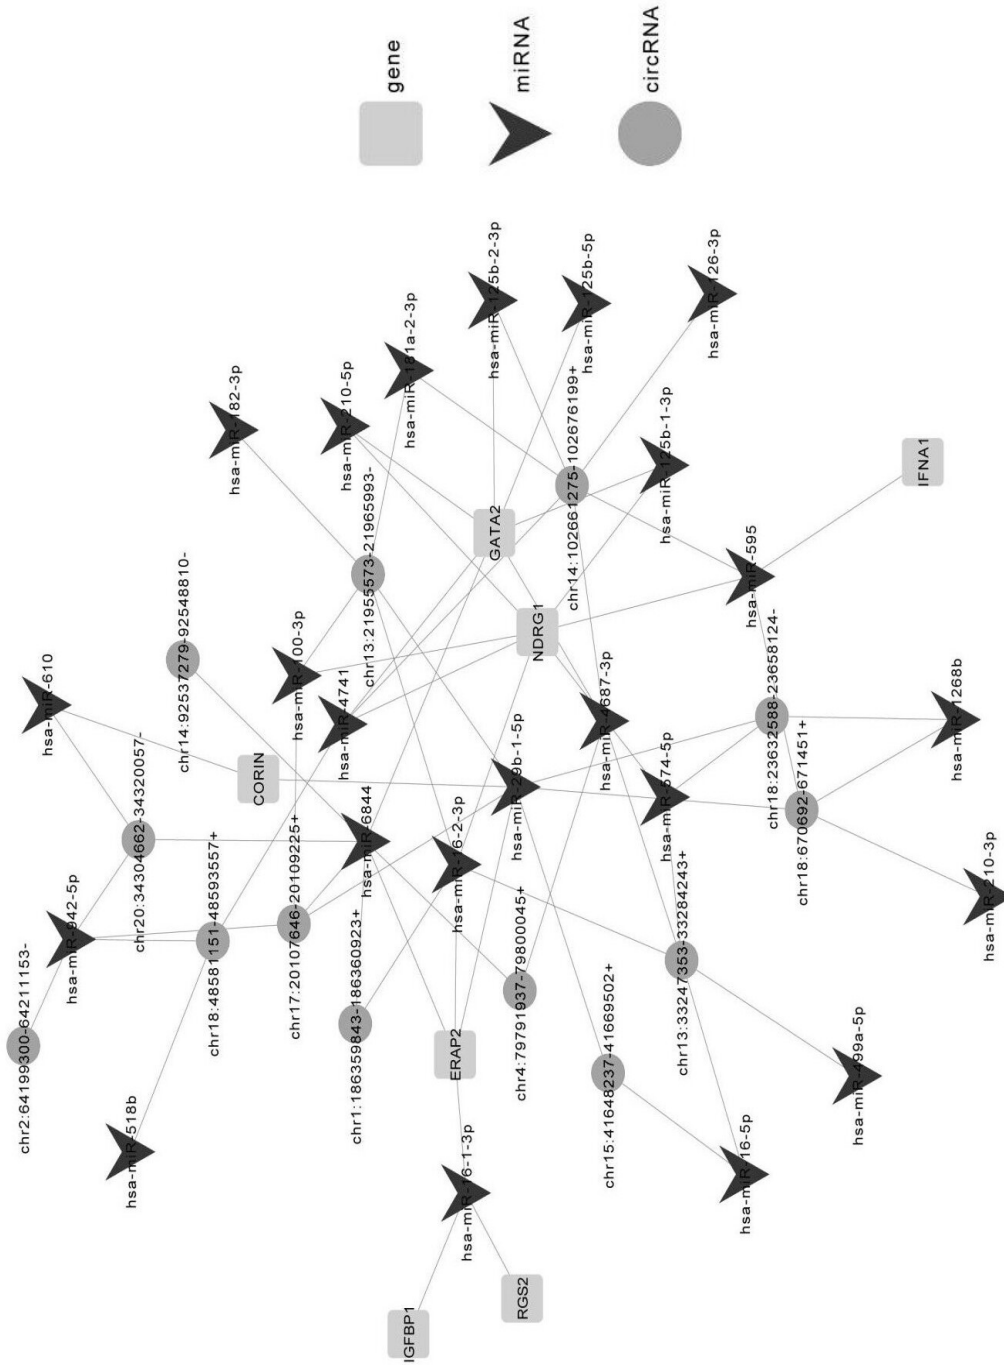 gene
miRNA
circRNA
hsa-miR-610
hsa-miR-182-3p
chr14:92537279-92548810-
hsa-miR-210-5p
hsa-miR-181a-2-3p
hsa-miR-125b-2-3p
hsa-miR-125b-5p
hsa-miR-126-3p
chr20:34304662-34320057-
hsa-miR-100-3p
chr13:21955573-21965993-
GATA2
chr14:102661275-102676199+
hsa-miR-125b-1-3p
CORIN
hsa-miR-4741
NDRG1
hsa-miR-595
IFNA1
hsa-miR-942-5p
chr2:64199300-64211153-
chr18:48581151-48593557+
chr17:20107646-20109225+
hsa-miR-6844
hsa-miR-16-2-3p
hsa-miR-29b-1-5p
hsa-miR-4687-3p
hsa-miR-574-5p
chr18:23632588-23658124-
chr18:670692-671451+
hsa-miR-1268b
hsa-miR-210-3p
hsa-miR-518b
chr1:186359843-186360923+
ERAP2
chr4:79791937-79800045+
chr15:41648237-41669502+
chr13:33247353-33284243+
hsa-miR-499a-5p
hsa-miR-16-5p
hsa-miR-16-1-3p
IGFBP1
RGS2